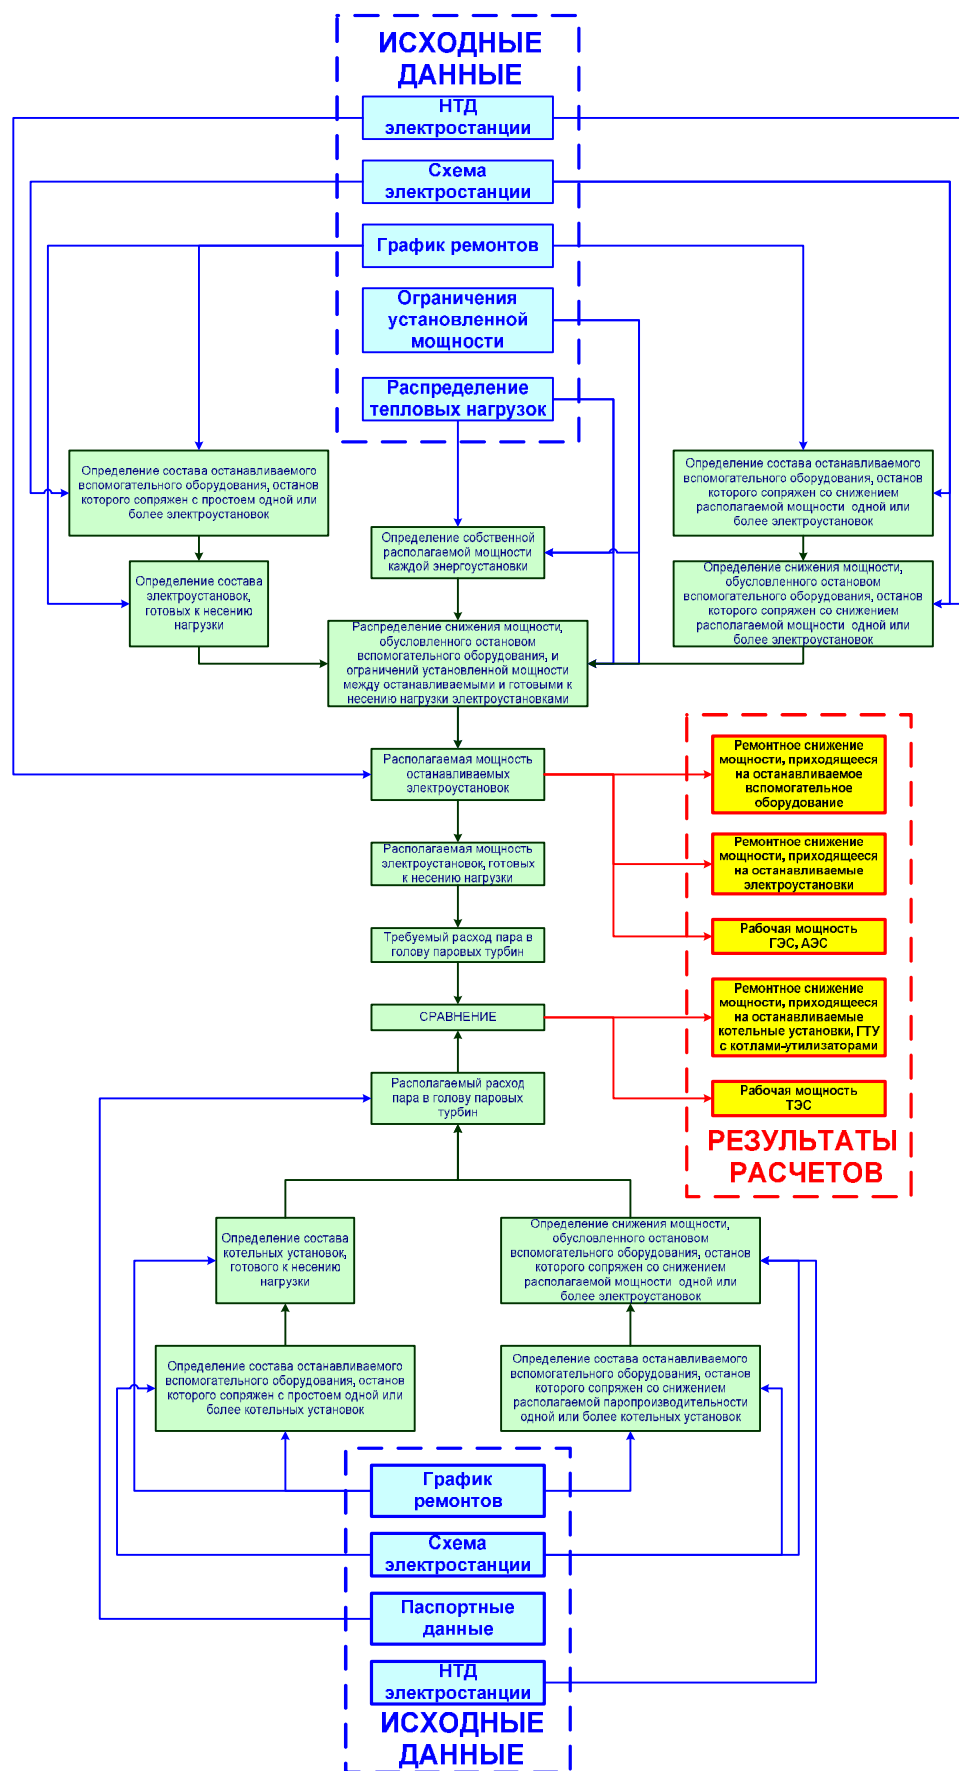 ИСХОДНЫЕ
ДАННЫЕ
НТД
электростанции
Схема
электростанции
График ремонтов
Ограничения
установленной
мощности
Распределение
тепловых нагрузок
Определение состава останавливаемого
вспомогательного оборудования, останов
которого сопряжен с простоем одной или
более электроустановок
Определение состава останавливаемого
вспомогательного оборудования, останов
которого сопряжен со снижением
располагаемой мощности одной или
более электроустановок
Определение собственной
располагаемой мощности
каждой энергоустановки
Определение состава
электроустановок,
готовых к несению
нагрузки
Определение снижения мощности,
обусловленного остановом
вспомогательного оборудования, останов
которого сопряжен со снижением
располагаемой мощности одной или
более электроустановок
Распределение снижения мощности,
обусловленного остановом
вспомогательного оборудования, и
ограничений установленной мощности
между останавливаемыми и готовыми к
несению нагрузки электроустановками
Располагаемая мощность
останавливаемых
электроустановок
Ремонтное снижение
мощности, приходящееся
на останавливаемое
вспомогательное
оборудование
Располагаемая мощность
электроустановок, готовых
к несению нагрузки
Ремонтное снижение
мощности, приходящееся
на останавливаемые
электроустановки
Требуемый расход пара в
голову паровых турбин
Рабочая мощность
ГЭС, АЭС
СРАВНЕНИЕ
Ремонтное снижение
мощности, приходящееся
на останавливаемые
котельные установки, ГТУ
с котлами-утилизаторами
Располагаемый расход
пара в голову паровых
турбин
Рабочая мощность
ТЭС
РЕЗУЛЬТАТЫ
РАСЧЕТОВ
Определение состава
котельных установок,
готового к несению
нагрузки
Определение снижения мощности,
обусловленного остановом
вспомогательного оборудования, останов
которого сопряжен со снижением
располагаемой мощности одной или
более электроустановок
Определение состава останавливаемого
вспомогательного оборудования, останов
которого сопряжен с простоем одной или
более котельных установок
Определение состава останавливаемого
вспомогательного оборудования, останов
которого сопряжен со снижением
располагаемой паропроизводительности
одной или более котельных установок
График
ремонтов
Схема
электростанции
Паспортные
данные
НТД
электростанции
ИСХОДНЫЕ
ДАННЫЕ